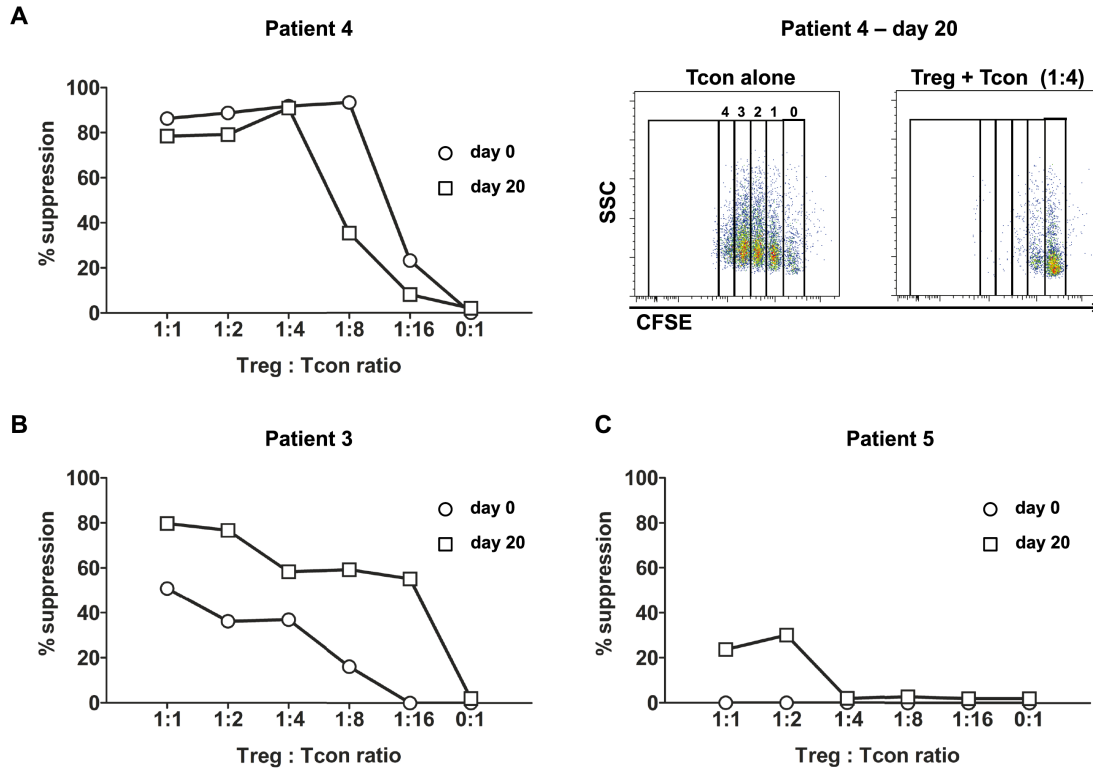 A
Patient 4
100
80
60
40
20
0
% suppression
day 0
day 20
1:1 1:2 1:4 1:8 1:16 0:1
Treg : Tcon ratio
Patient 4 – day 20
Tcon alone
Treg + Tcon (1:4)
4 3 2 1 0
SSC
CFSE
B
Patient 3
100
80
60
40
20
0
% suppression
day 0
day 20
1:1 1:2 1:4 1:8 1:16 0:1
Treg : Tcon ratio
C
Patient 5
100
80
60
40
20
0
% suppression
day 0
day 20
1:1 1:2 1:4 1:8 1:16 0:1
Treg : Tcon ratio